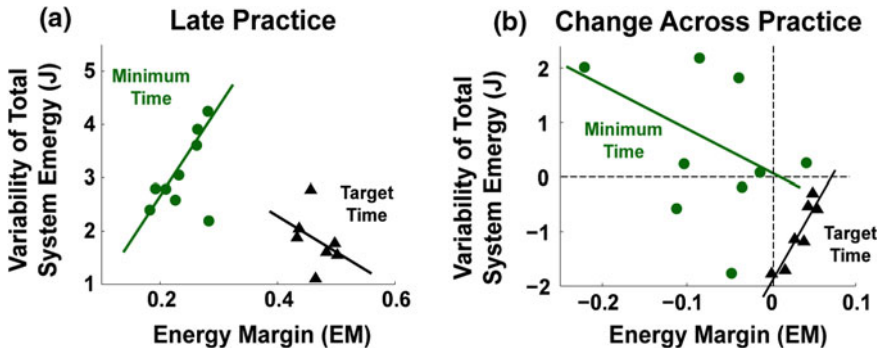 (a) Late Practice
Variability of Total
System Emergy (J)
5
4
3
2
1
Minimum
Time
Target
Time
0.2
0.4
0.6
Energy Margin (EM)
(b) Change Across Practice
Variability of Total
System Emergy (J)
2
1
0
−1
−2
Minimum
Time
Target
Time
−0.2
−0.1
0
0.1
Energy Margin (EM)